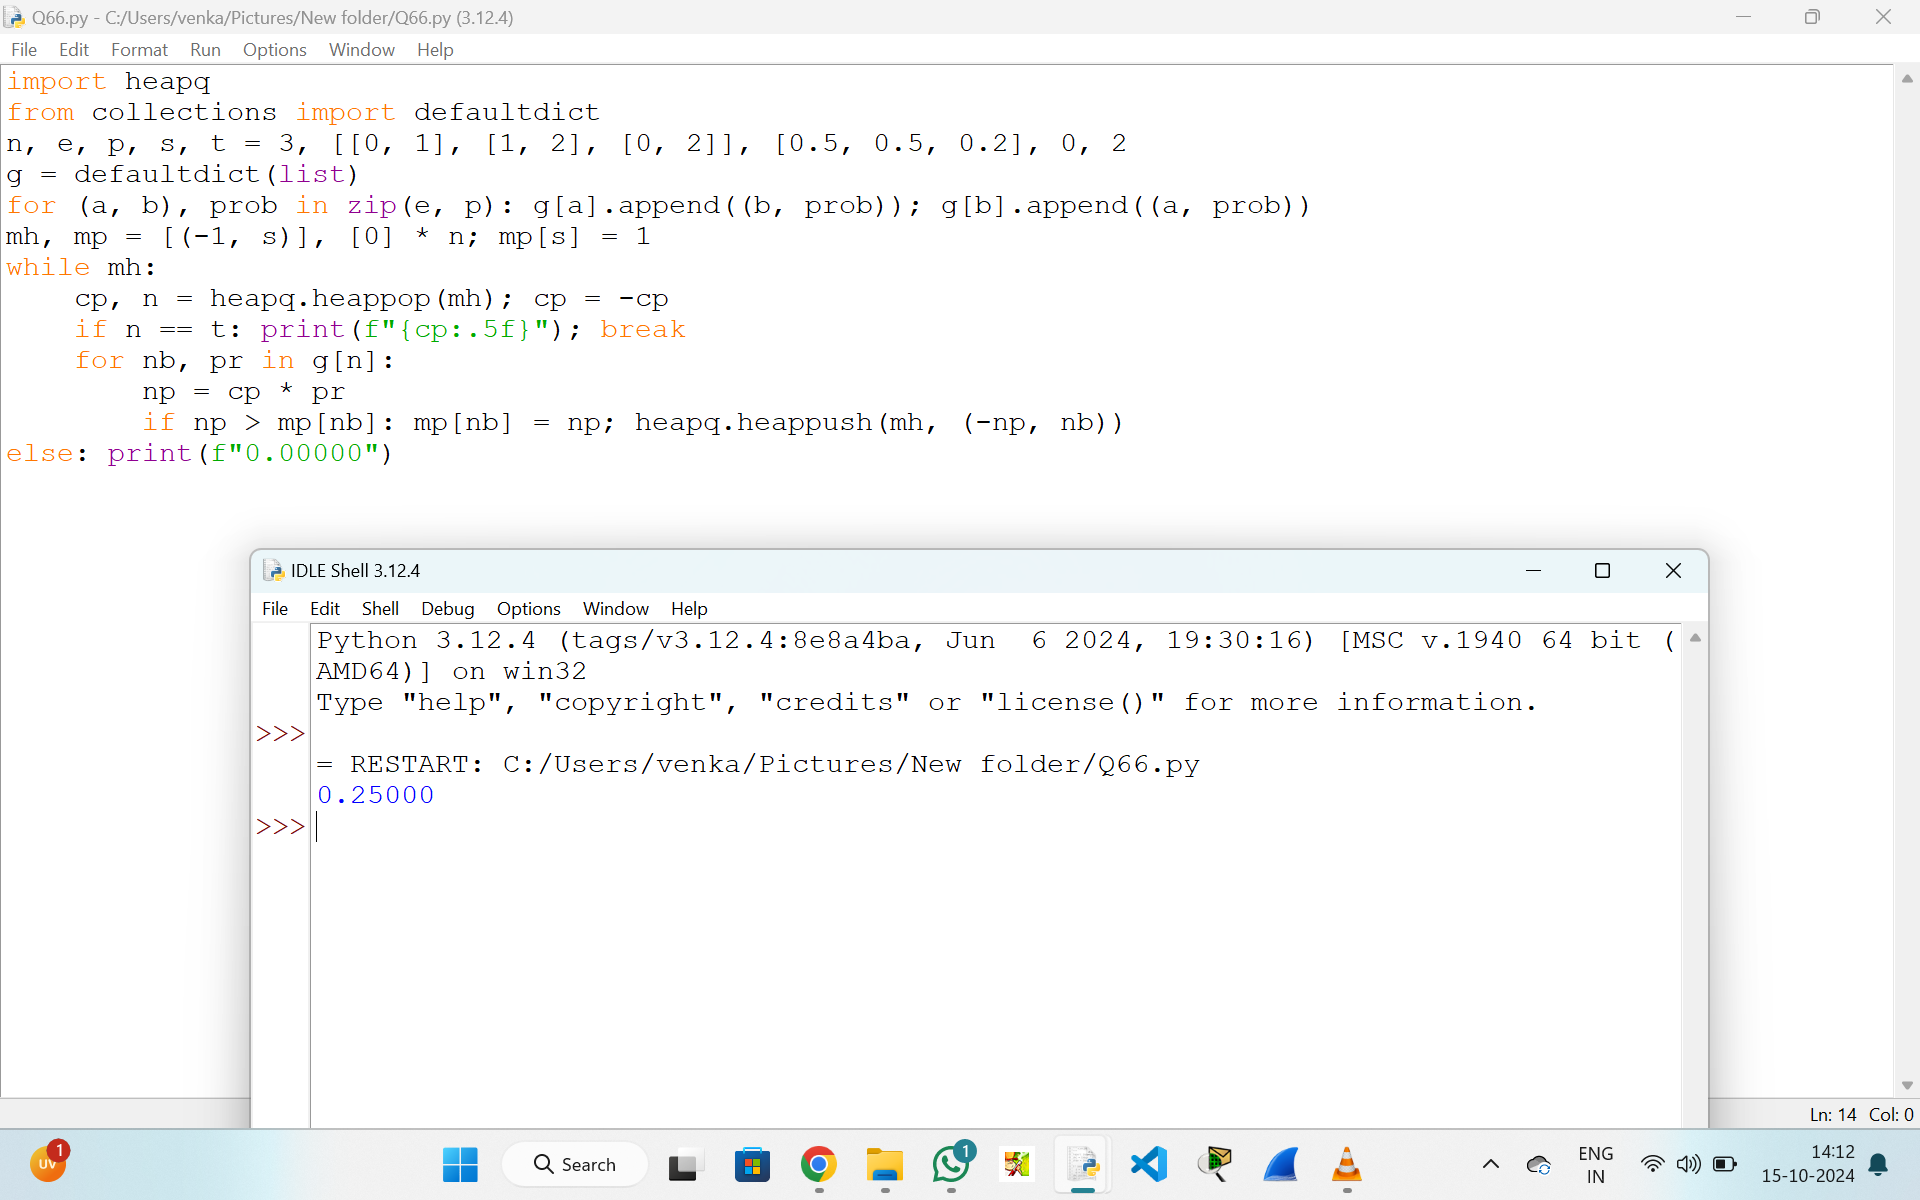 Q66.py - C:/Users/venka/Pictures/New folder/Q66.py (3.12.4)
File Edit Format Run Options Window Help
import heapq
from collections import defaultdict
n, e, p, s, t = 3, [[0, 1], [1, 2], [0, 2]], [0.5, 0.5, 0.2], 0, 2
g = defaultdict(list)
for (a, b), prob in zip(e, p): g[a].append((b, prob)); g[b].append((a, prob))
mh, mp = [(-1, s)], [0] * n; mp[s] = 1
while mh:
    cp, n = heapq.heappop(mh); cp = -cp
    if n == t: print(f"{cp:.5f}"); break
    for nb, pr in g[n]:
        np = cp * pr
        if np > mp[nb]: mp[nb] = np; heapq.heappush(mh, (-np, nb))
else: print(f"0.00000")
IDLE Shell 3.12.4
File Edit Shell Debug Options Window Help
Python 3.12.4 (tags/v3.12.4:8e8a4ba, Jun  6 2024, 19:30:16) [MSC v.1940 64 bit (
AMD64)] on win32
Type "help", "copyright", "credits" or "license()" for more information.
>>>
= RESTART: C:/Users/venka/Pictures/New folder/Q66.py
0.25000
>>>
Ln: 14 Col: 0
UV 1
Search
1
ENG
IN
14:12
15-10-2024